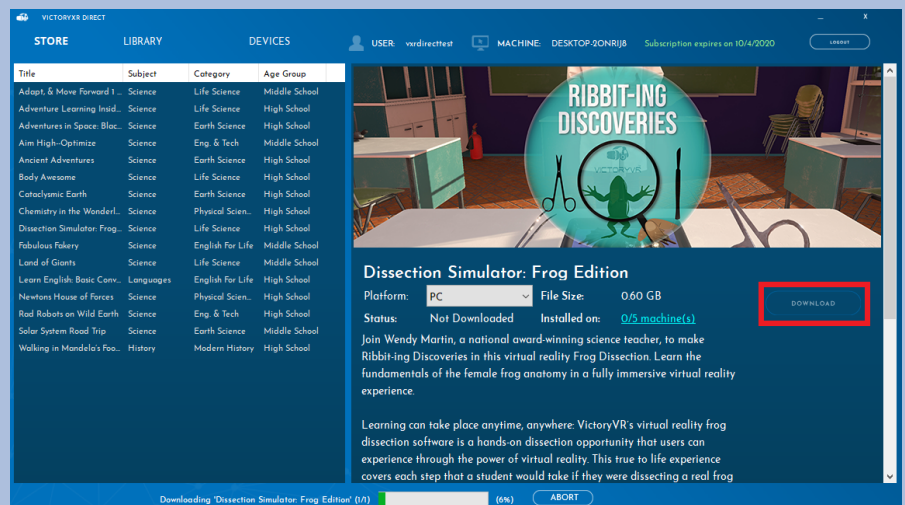 VICTORYXR DIRECT
_ X
STORE LIBRARY DEVICES USER: vxrdirecttest MACHINE: DESKTOP-2ONRIJ8 Subscription expires on 10/4/2020 LOGOUT
Title Subject Category Age Group
Adapt, & Move Forward 1 ... Science Life Science Middle School
Adventure Learning Insid... Science Life Science High School
Adventures in Space: Blac... Science Earth Science High School
Aim High--Optimize Science Eng. & Tech Middle School
Ancient Adventures Science Earth Science High School
Body Awesome Science Life Science High School
Cataclysmic Earth Science Earth Science High School
Chemistry in the Wonderl... Science Physical Scien... High School
Dissection Simulator: Frog... Science Life Science High School
Fabulous Fakery Science English For Life Middle School
Land of Giants Science Life Science Middle School
Learn English: Basic Conv... Languages English For Life High School
Newtons House of Forces Science Physical Scien... High School
Rad Robots on Wild Earth Science Eng. & Tech High School
Solar System Road Trip Science Earth Science Middle School
Walking in Mandela's Foo... History Modern History High School
RIBBIT-ING
DISCOVERIES
VICTORYVR
Dissection Simulator: Frog Edition
Platform: PC File Size: 0.60 GB
DOWNLOAD
Status: Not Downloaded Installed on: 0/5 machine(s)
Join Wendy Martin, a national award-winning science teacher, to make
Ribbit-ing Discoveries in this virtual reality Frog Dissection. Learn the
fundamentals of the female frog anatomy in a fully immersive virtual reality
experience.
Learning can take place anytime, anywhere: VictoryVR's virtual reality frog
dissection software is a hands-on dissection opportunity that users can
experience through the power of virtual reality. This true to life experience
covers each step that a student would take if they were dissecting a real frog
Downloading 'Dissection Simulator: Frog Edition' (1/1) (6%) ABORT